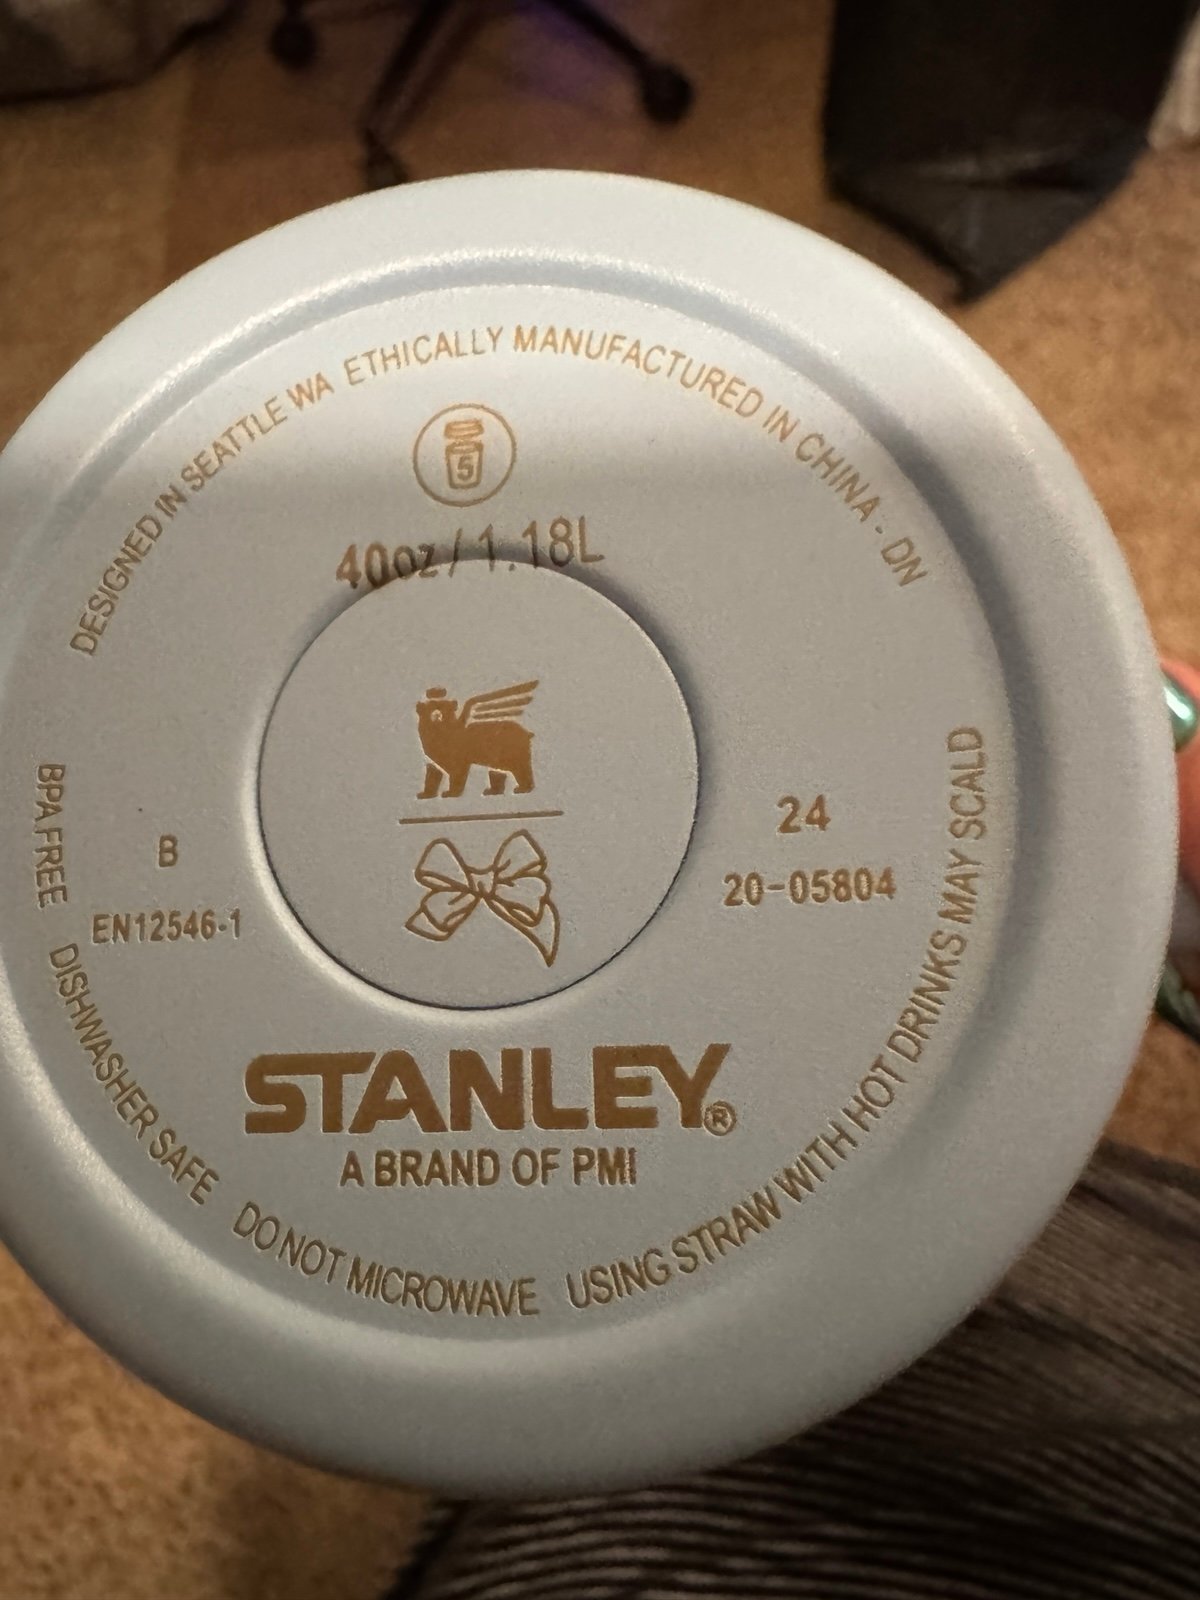 DESIGNED IN SEATTLE WA ETHICALLY MANUFACTURED IN CHINA - DN
5
40oz / 1.18L
B
EN12546-1
24
20-05804
STANLEY®
A BRAND OF PMI
BPA FREE DISHWASHER SAFE DO NOT MICROWAVE USING STRAW WITH HOT DRINKS MAY SCALD